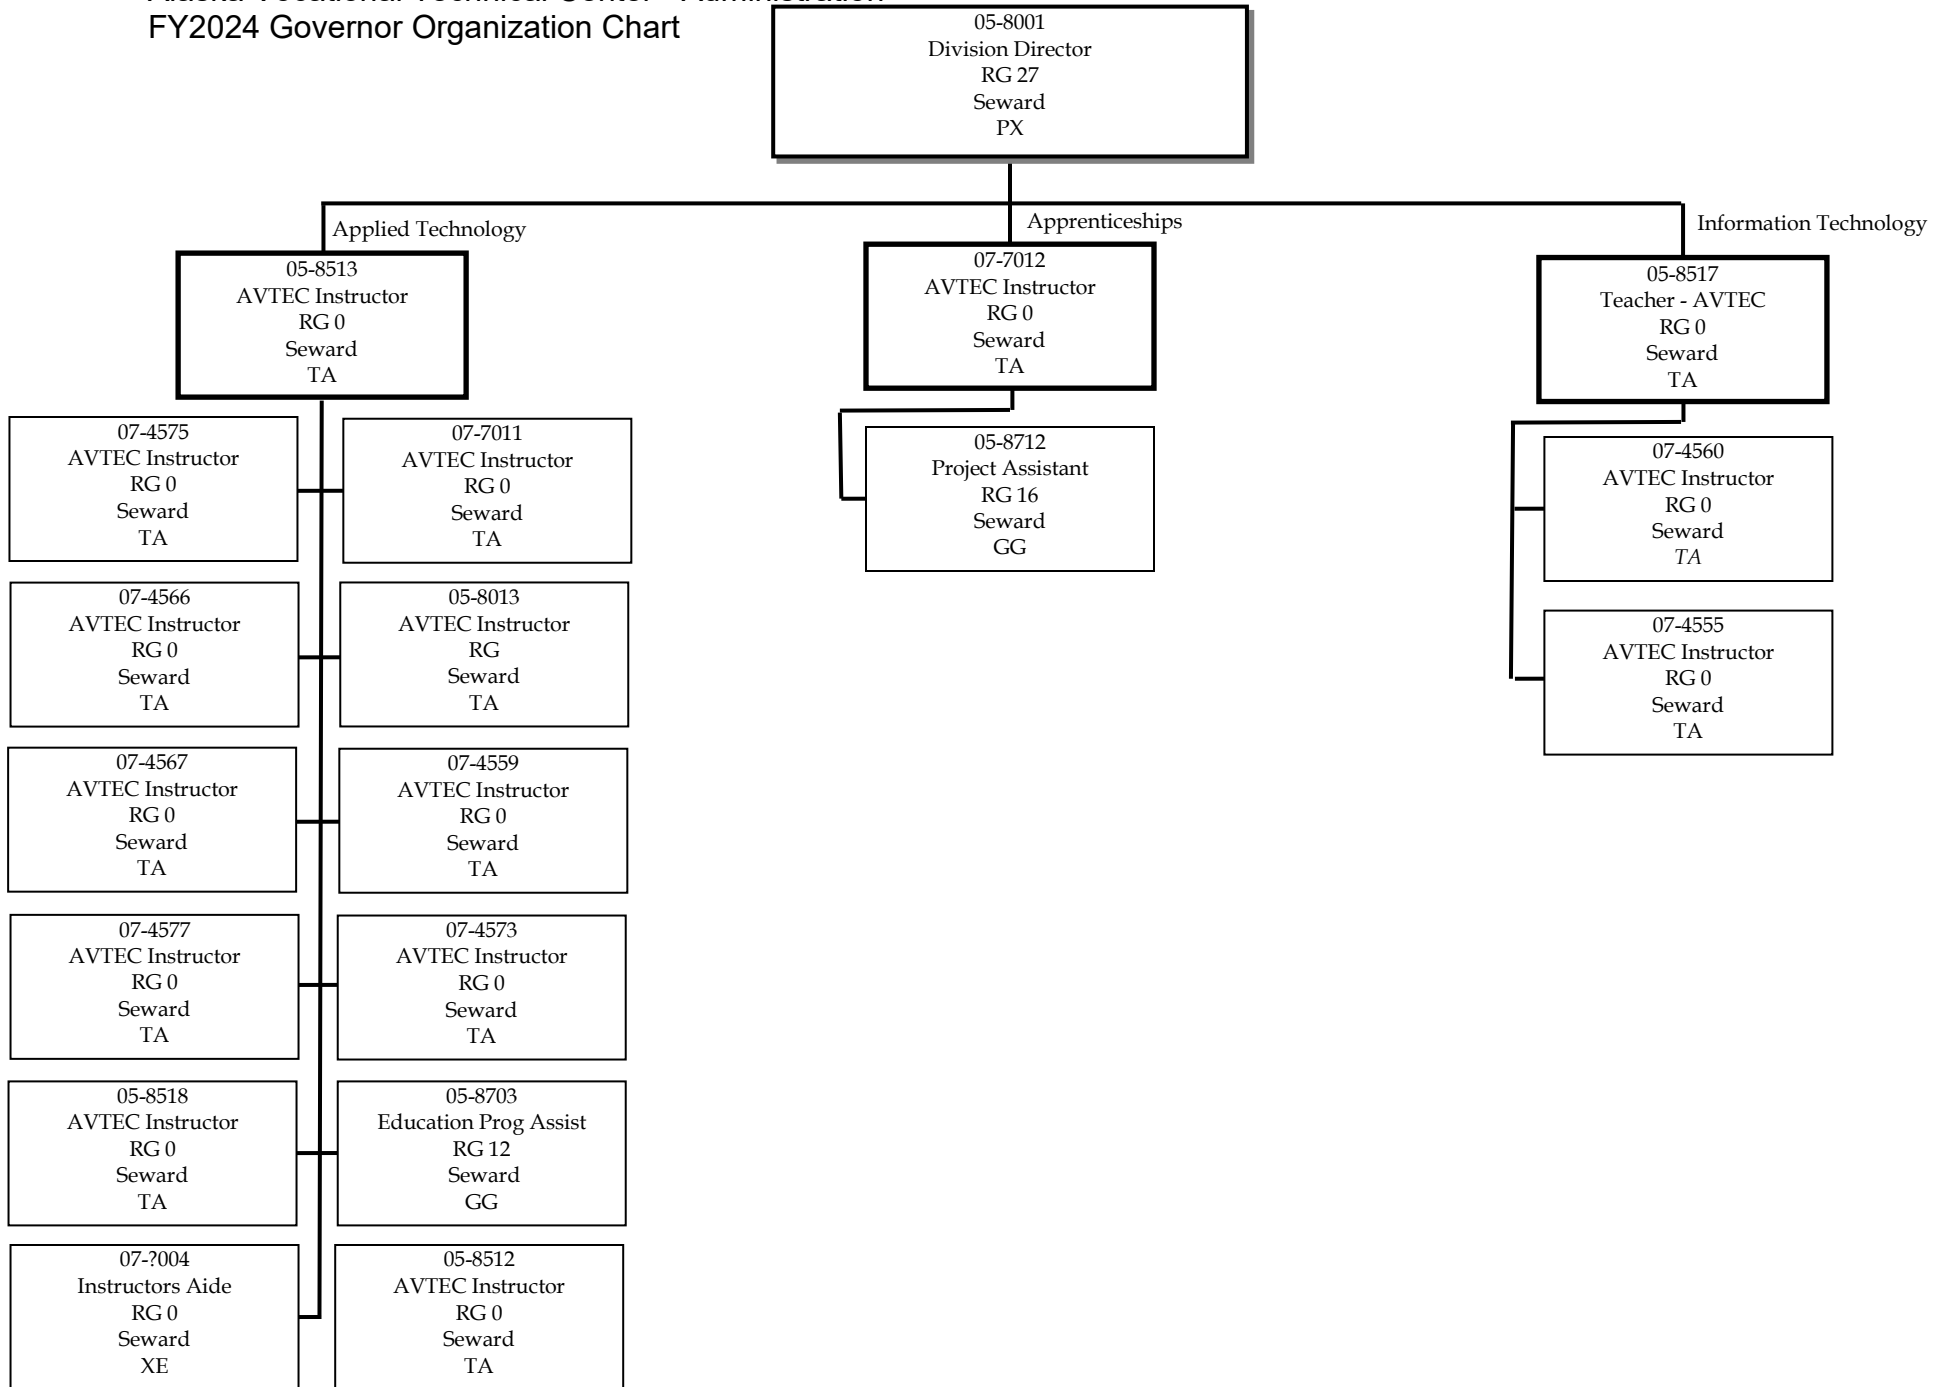 FY2024 Governor Organization Chart
05-8001
Division Director
RG 27
Seward
PX
Applied Technology
05-8513
AVTEC Instructor
RG 0
Seward
TA
07-4575
AVTEC Instructor
RG 0
Seward
TA
07-7011
AVTEC Instructor
RG 0
Seward
TA
07-4566
AVTEC Instructor
RG 0
Seward
TA
05-8013
AVTEC Instructor
RG
Seward
TA
07-4567
AVTEC Instructor
RG 0
Seward
TA
07-4559
AVTEC Instructor
RG 0
Seward
TA
07-4577
AVTEC Instructor
RG 0
Seward
TA
07-4573
AVTEC Instructor
RG 0
Seward
TA
05-8518
AVTEC Instructor
RG 0
Seward
TA
05-8703
Education Prog Assist
RG 12
Seward
GG
07-?004
Instructors Aide
RG 0
Seward
XE
05-8512
AVTEC Instructor
RG 0
Seward
TA
Apprenticeships
07-7012
AVTEC Instructor
RG 0
Seward
TA
05-8712
Project Assistant
RG 16
Seward
GG
Information Technology
05-8517
Teacher - AVTEC
RG 0
Seward
TA
07-4560
AVTEC Instructor
RG 0
Seward
TA
07-4555
AVTEC Instructor
RG 0
Seward
TA